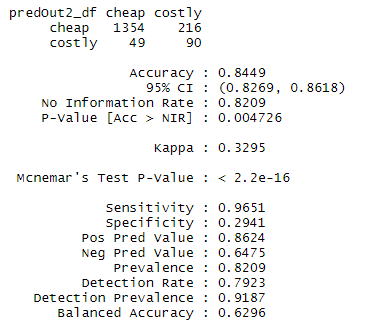 predOut2_df cheap costly
cheap 1354 216
costly 49 90
Accuracy : 0.8449
95% CI : (0.8269, 0.8618)
No Information Rate : 0.8209
P-Value [Acc > NIR] : 0.004726
Kappa : 0.3295
Mcnemar's Test P-Value : < 2.2e-16
Sensitivity : 0.9651
Specificity : 0.2941
Pos Pred Value : 0.8624
Neg Pred Value : 0.6475
Prevalence : 0.8209
Detection Rate : 0.7923
Detection Prevalence : 0.9187
Balanced Accuracy : 0.6296